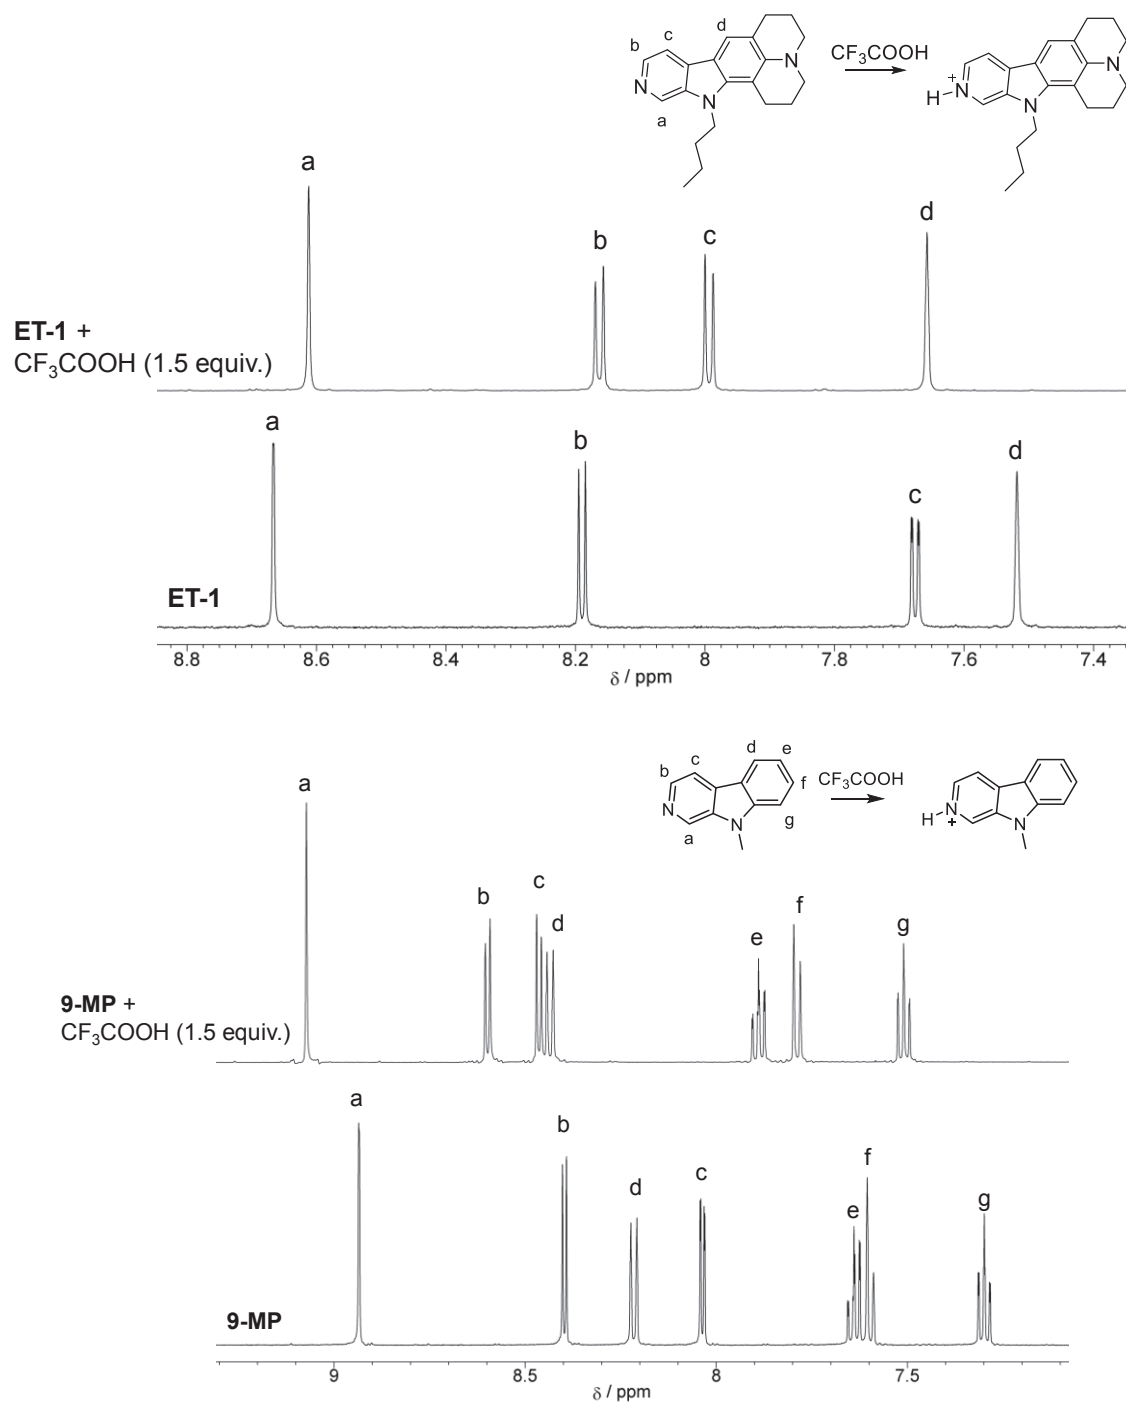 b c d N N N a
CF₃COOH
H N + N N
a
b
c
d
ET-1 +
CF₃COOH (1.5 equiv.)
a
b
c
d
ET-1
8.8 8.6 8.4 8.2 8 7.8 7.6 7.4
δ / ppm
b c d e f g N N a
CF₃COOH
H N + N
a
b
c
d
e
f
g
9-MP +
CF₃COOH (1.5 equiv.)
a
b
d
c
e
f
g
9-MP
9 8.5 8 7.5
δ / ppm